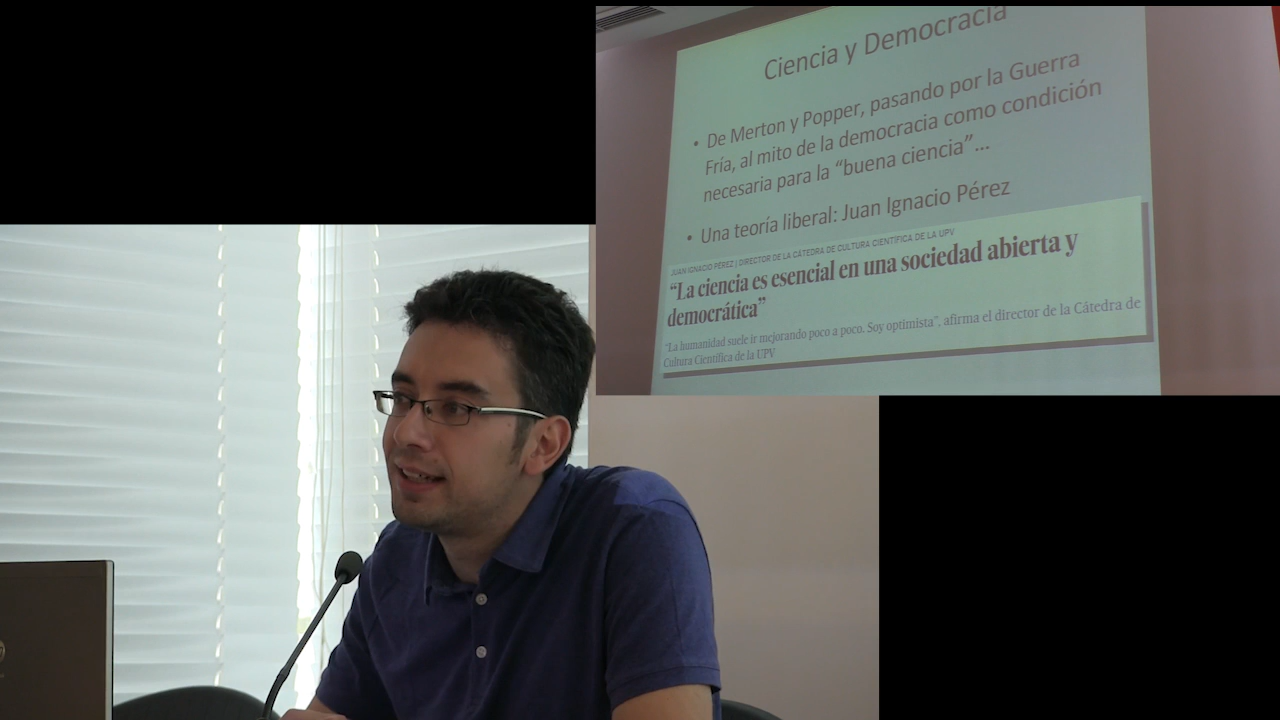 Ciencia y Democracia
• De Merton y Popper, pasando por la Guerra
Fría, al mito de la democracia como condición
necesaria para la “buena ciencia”...
• Una teoría liberal: Juan Ignacio Pérez
JUAN IGNACIO PÉREZ | DIRECTOR DE LA CÁTEDRA DE CULTURA CIENTÍFICA DE LA UPV
“La ciencia es esencial en una sociedad abierta y
democrática”
“La humanidad suele ir mejorando poco a poco. Soy optimista”, afirma el director de la Cátedra de
Cultura Científica de la UPV